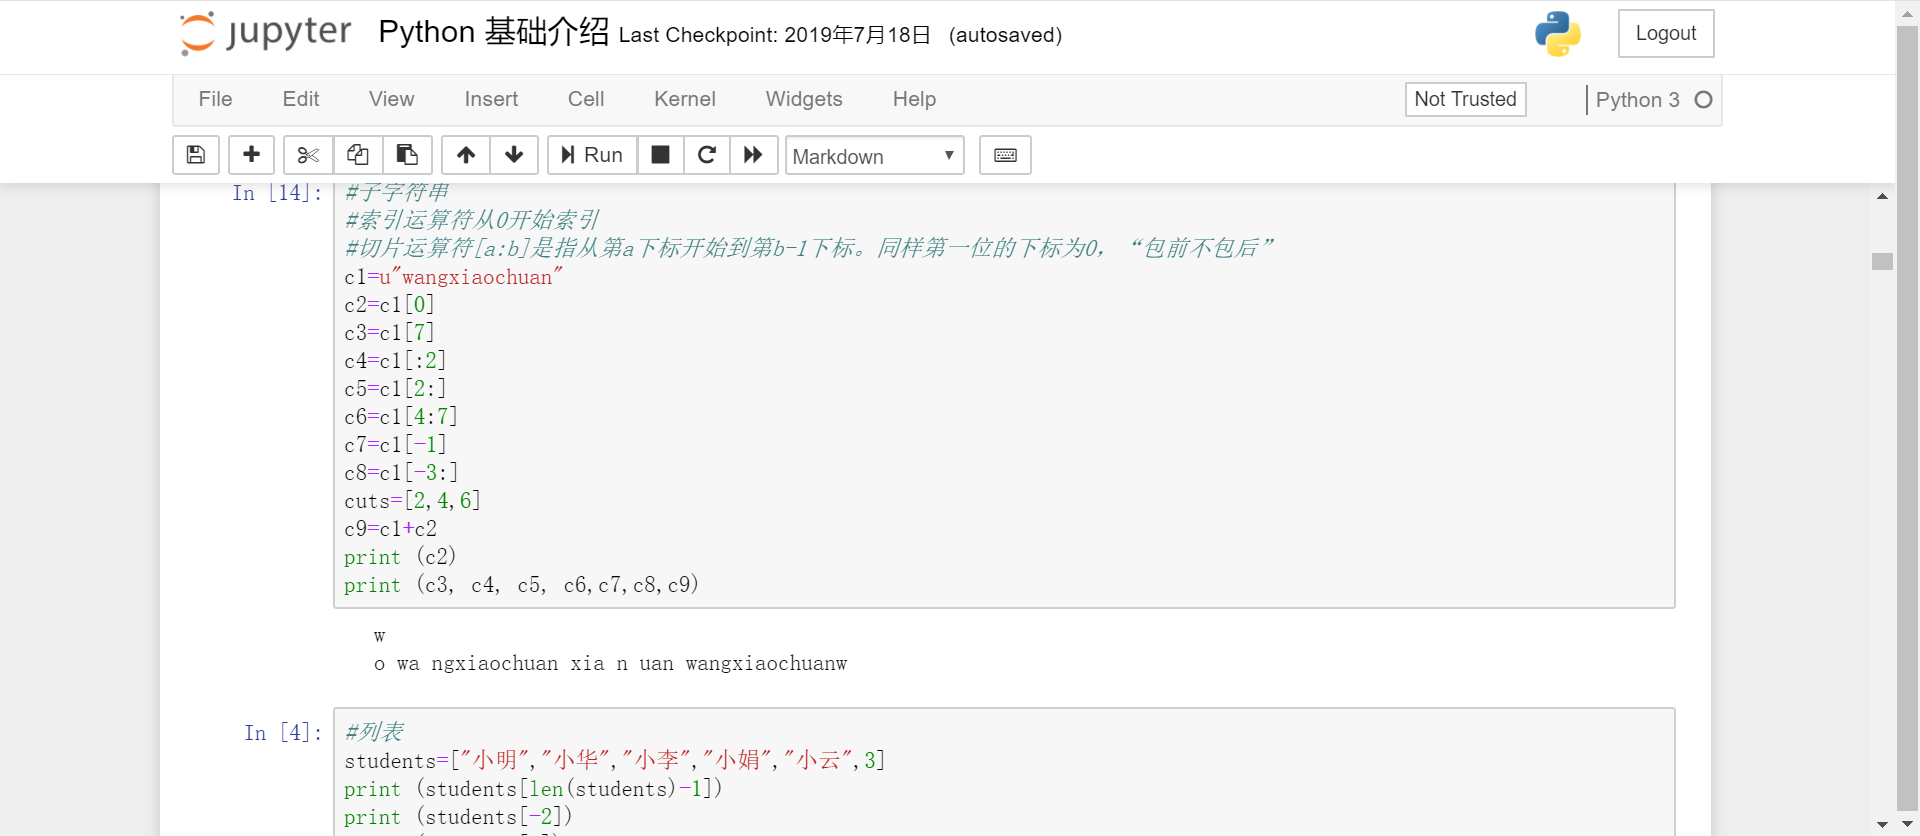 jupyter Python 基础介绍 Last Checkpoint: 2019年7月18日 (autosaved) Logout
File Edit View Insert Cell Kernel Widgets Help Not Trusted Python 3
Run Markdown
In [14]: #子字符串
#索引运算符从0开始索引
#切片运算符[a:b]是指从第a下标开始到第b-1下标。同样第一位的下标为0，“包前不包后”
c1=u"wangxiaochuan"
c2=c1[0]
c3=c1[7]
c4=c1[:2]
c5=c1[2:]
c6=c1[4:7]
c7=c1[-1]
c8=c1[-3:]
cuts=[2,4,6]
c9=c1+c2
print (c2)
print (c3, c4, c5, c6,c7,c8,c9)
w
o wa ngxiaochuan xia n uan wangxiaochuanw
In [4]: #列表
students=["小明","小华","小李","小娟","小云",3]
print (students[len(students)-1])
print (students[-2])